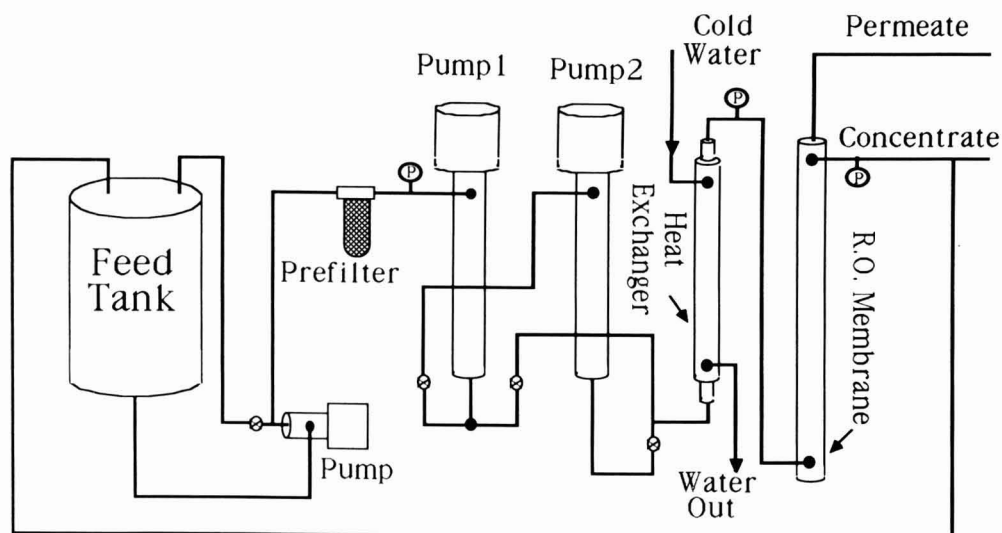 Cold
Water
Permeate
Pump1
Pump2
P
Concentrate
P
P
Feed
Tank
Prefilter
Heat
Exchanger
R.O. Membrane
Pump
Water
Out